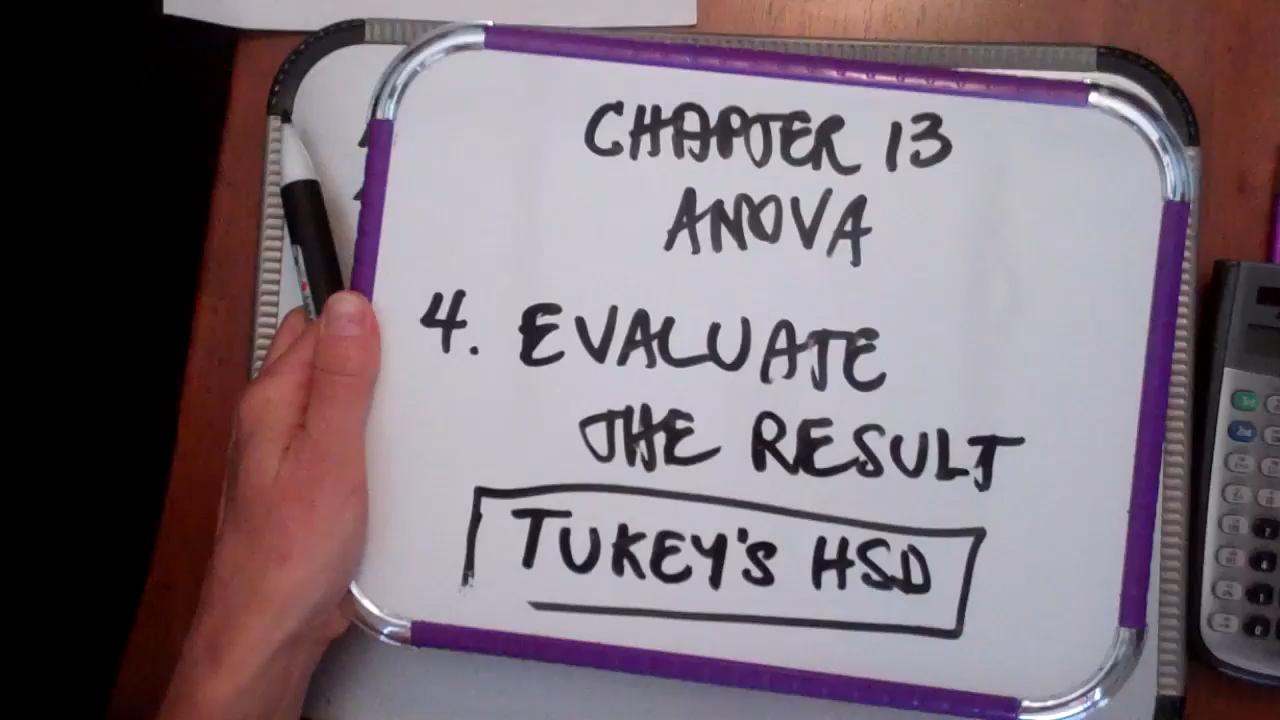 CHAPTER 13
ANOVA
4. EVALUATE
THE RESULT
TUKEY'S HSD